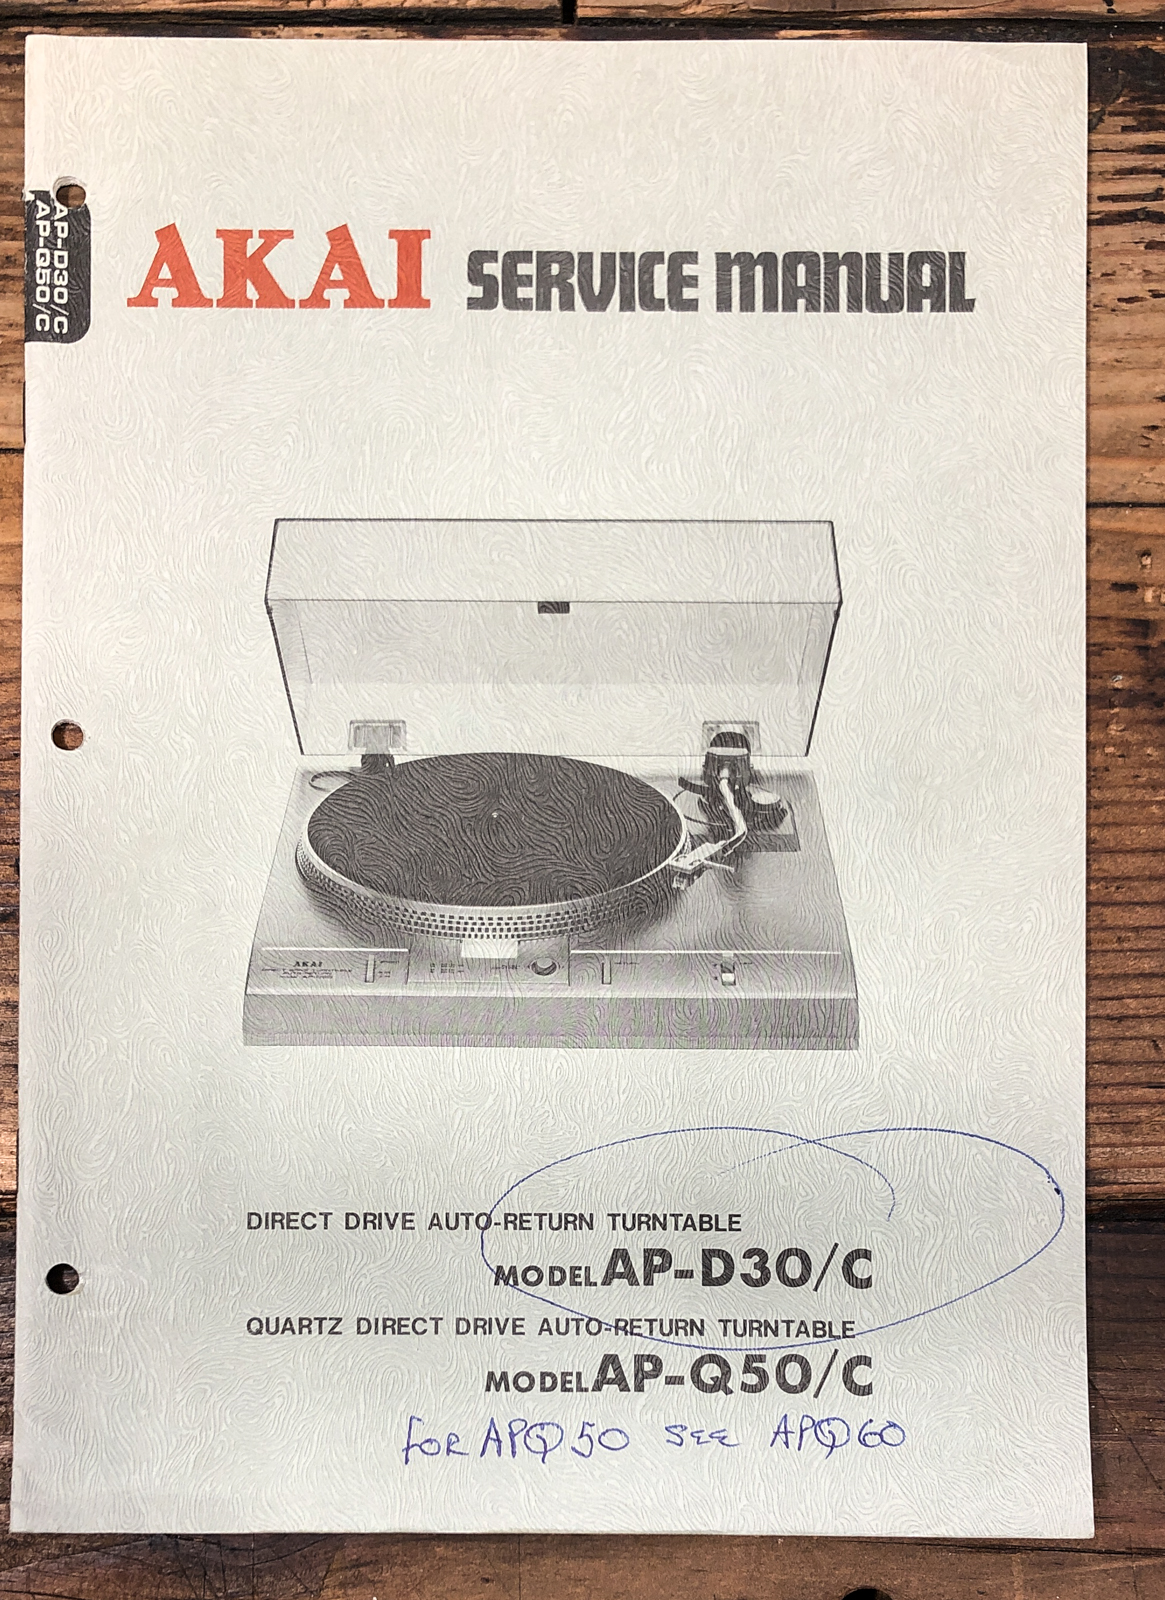 AP-D30/C
AP-Q50/C
AKAI SERVICE MANUAL
AKAI
DIRECT DRIVE AUTO-RETURN TURNTABLE
MODEL AP-D30/C
QUARTZ DIRECT DRIVE AUTO-RETURN TURNTABLE
MODEL AP-Q50/C
for APQ50 SEE APQ60